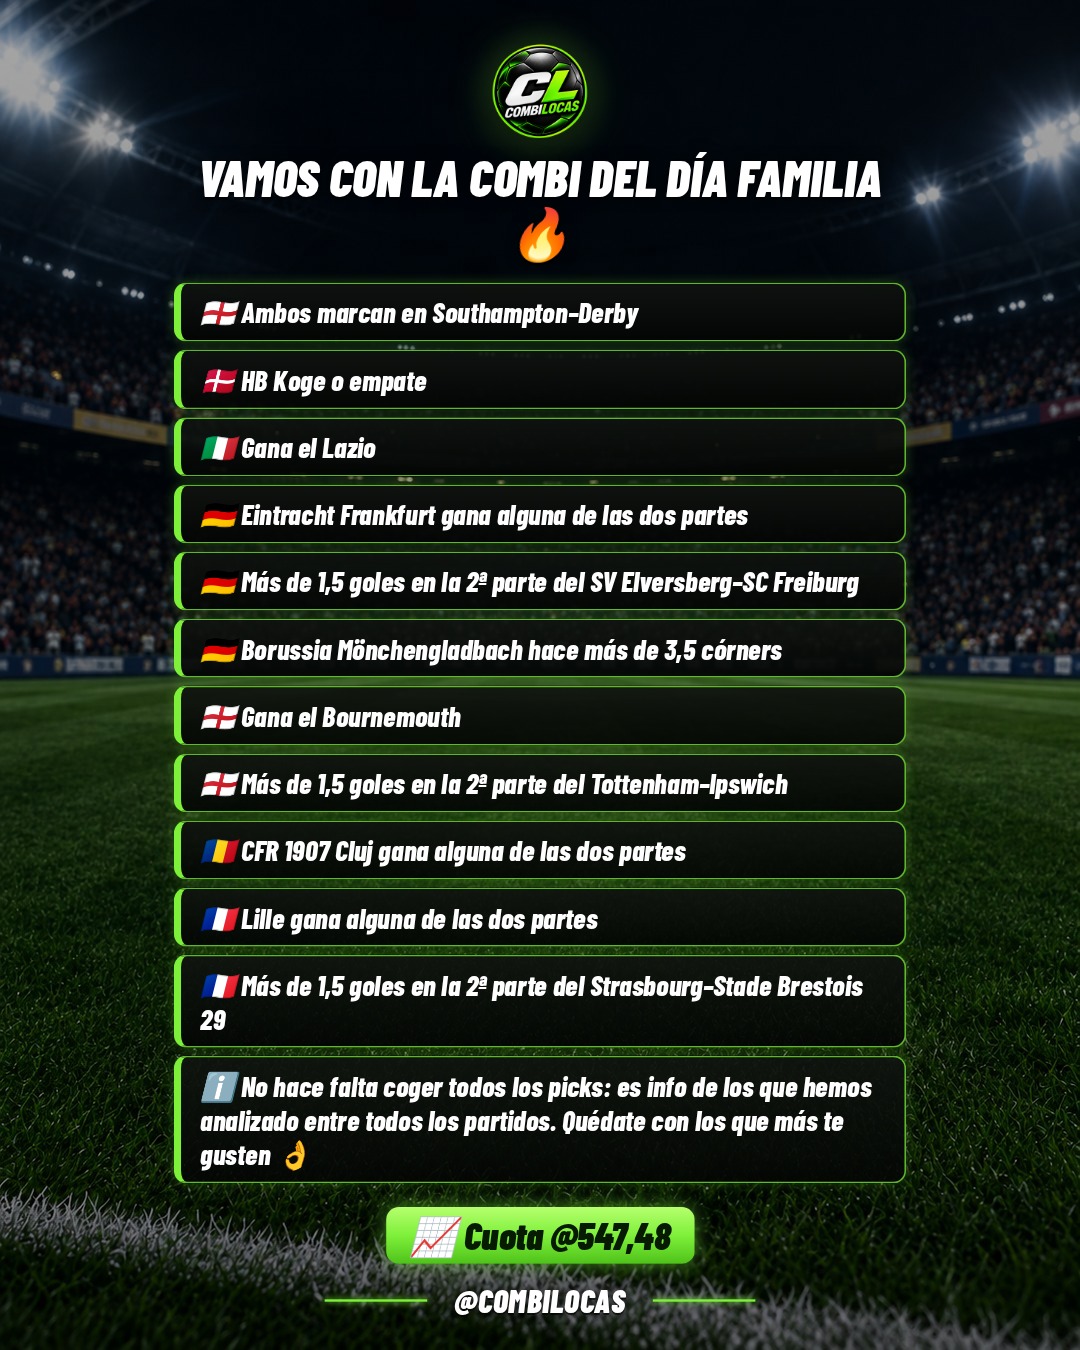 CL
COMBILOCAS
VAMOS CON LA COMBI DEL DÍA FAMILIA
🔥
🏴󠁧󠁢󠁥󠁮󠁧󠁿 Ambos marcan en Southampton–Derby
🇩🇰 HB Koge o empate
🇮🇹 Gana el Lazio
🇩🇪 Eintracht Frankfurt gana alguna de las dos partes
🇩🇪 Más de 1,5 goles en la 2ª parte del SV Elversberg–SC Freiburg
🇩🇪 Borussia Mönchengladbach hace más de 3,5 córners
🏴󠁧󠁢󠁥󠁮󠁧󠁿 Gana el Bournemouth
🏴󠁧󠁢󠁥󠁮󠁧󠁿 Más de 1,5 goles en la 2ª parte del Tottenham–Ipswich
🇷🇴 CFR 1907 Cluj gana alguna de las dos partes
🇫🇷 Lille gana alguna de las dos partes
🇫🇷 Más de 1,5 goles en la 2ª parte del Strasbourg–Stade Brestois
29
ℹ️ No hace falta coger todos los picks: es info de los que hemos
analizado entre todos los partidos. Quédate con los que más te
gusten 👌
📈 Cuota @547,48
@COMBILOCAS